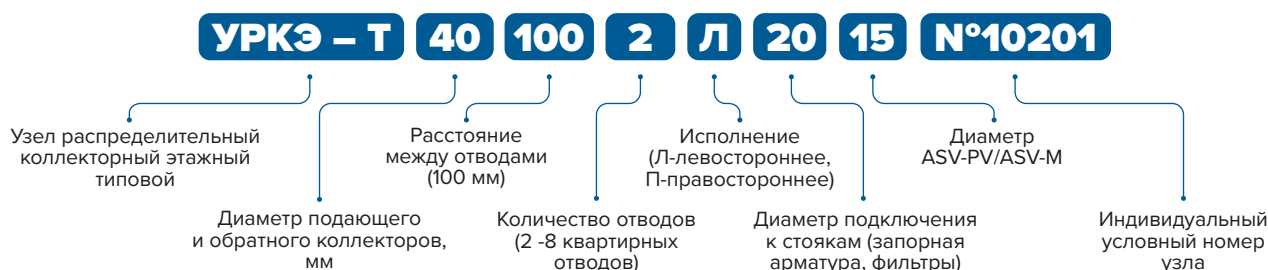 УРКЭ – Т 40 100 2 Л 20 15 №10201
Узел распределительный
коллекторный этажный
типовой
Диаметр подающего
и обратного коллекторов,
мм
Расстояние
между отводами
(100 мм)
Количество отводов
(2 -8 квартирных
отводов)
Исполнение
(Л-левостороннее,
П-правостороннее)
Диаметр подключения
к стоякам (запорная
арматура, фильтры)
Диаметр
ASV-PV/ASV-M
Индивидуальный
условный номер
узла